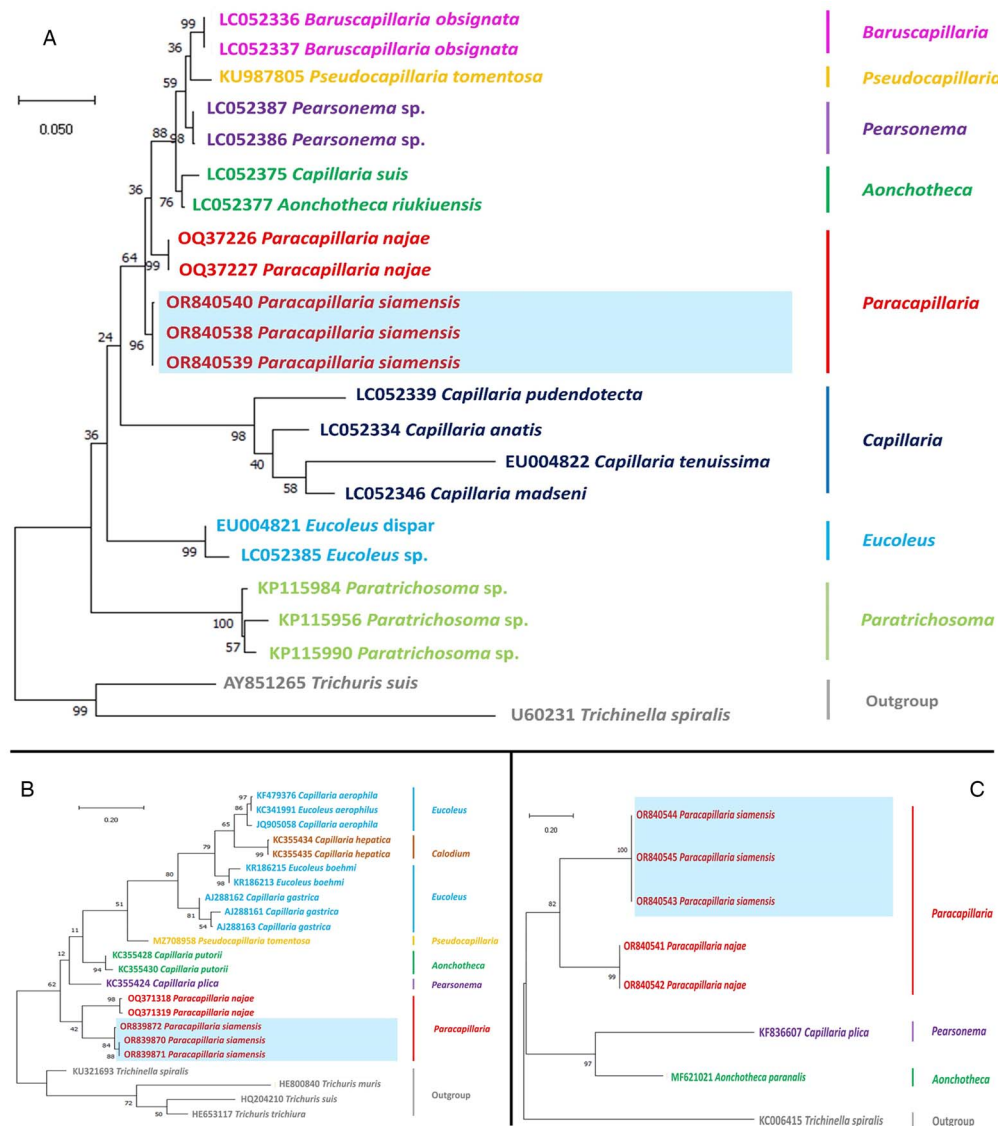 A
0.050
LC052336 Baruscapillaria obsignata
LC052337 Baruscapillaria obsignata
KU987805 Pseudocapillaria tomentosa
LC052387 Pearsonema sp.
LC052386 Pearsonema sp.
LC052375 Capillaria suis
LC052377 Aonchotheca riukiuensis
OQ37226 Paracapillaria najae
OQ37227 Paracapillaria najae
OR840540 Paracapillaria siamensis
OR840538 Paracapillaria siamensis
OR840539 Paracapillaria siamensis
LC052339 Capillaria pudendotecta
LC052334 Capillaria anatis
EU004822 Capillaria tenuissima
LC052346 Capillaria madseni
EU004821 Eucoleus dispar
LC052385 Eucoleus sp.
KP115984 Paratrichosoma sp.
KP115956 Paratrichosoma sp.
KP115990 Paratrichosoma sp.
AY851265 Trichuris suis
U60231 Trichinella spiralis
99
36
59
88
98
36
76
64
99
24
96
36
98
40
58
99
100
57
99
Baruscapillaria
Pseudocapillaria
Pearsonema
Aonchotheca
Paracapillaria
Capillaria
Eucoleus
Paratrichosoma
Outgroup
B
0.20
KF479376 Capillaria aerophila
KC341991 Eucoleus aerophilus
JQ905058 Capillaria aerophila
KC355434 Capillaria hepatica
KC355435 Capillaria hepatica
KR186215 Eucoleus boehmi
KR186213 Eucoleus boehmi
AJ288162 Capillaria gastrica
AJ288161 Capillaria gastrica
AJ288163 Capillaria gastrica
MZ708958 Pseudocapillaria tomentosa
KC355428 Capillaria putorii
KC355430 Capillaria putorii
KC355424 Capillaria plica
OQ371318 Paracapillaria najae
OQ371319 Paracapillaria najae
OR839872 Paracapillaria siamensis
OR839870 Paracapillaria siamensis
OR839871 Paracapillaria siamensis
KU321693 Trichinella spiralis
HE800840 Trichuris muris
HQ204210 Trichuris suis
HE653117 Trichuris trichiura
97
86
65
99
79
98
80
81
54
51
11
94
12
62
98
42
84
88
72
50
Eucoleus
Calodium
Eucoleus
Pseudocapillaria
Aonchotheca
Pearsonema
Paracapillaria
Outgroup
C
0.20
OR840544 Paracapillaria siamensis
OR840545 Paracapillaria siamensis
OR840543 Paracapillaria siamensis
OR840541 Paracapillaria najae
OR840542 Paracapillaria najae
KF836607 Capillaria plica
MF621021 Aonchotheca paranalis
KC006415 Trichinella spiralis
100
82
99
97
Paracapillaria
Pearsonema
Aonchotheca
Outgroup